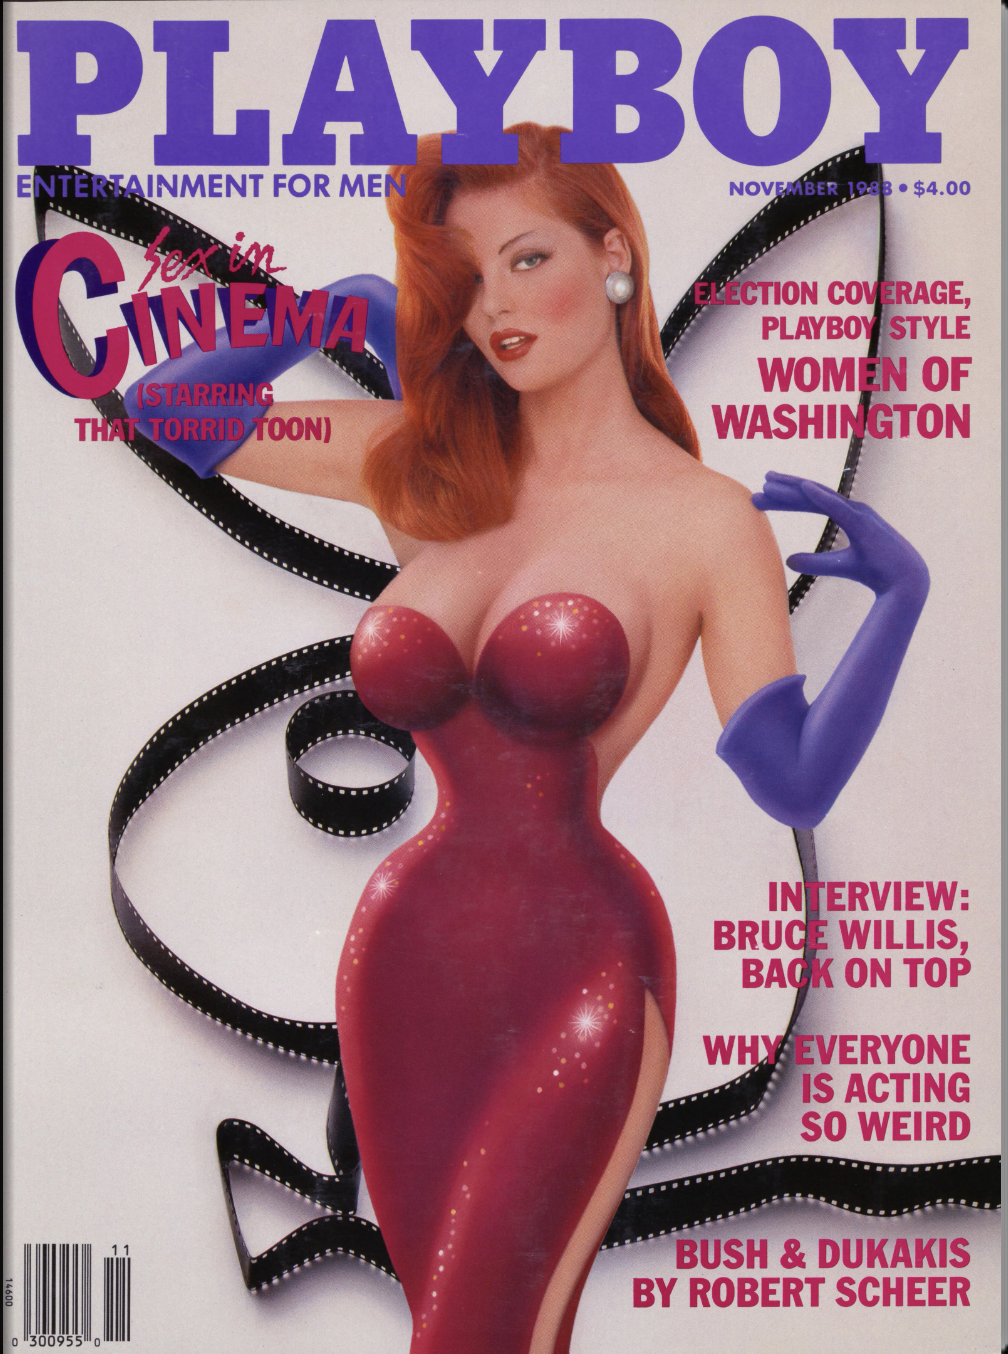 PLAYBOY
ENTERTAINMENT FOR MEN
NOVEMBER 1988 • $4.00
Sex in
CINEMA
(STARRING
THAT TORRID TOON)
ELECTION COVERAGE,
PLAYBOY STYLE
WOMEN OF
WASHINGTON
INTERVIEW:
BRUCE WILLIS,
BACK ON TOP
WHY EVERYONE
IS ACTING
SO WEIRD
BUSH & DUKAKIS
BY ROBERT SCHEER
11
14600
0 300955 0